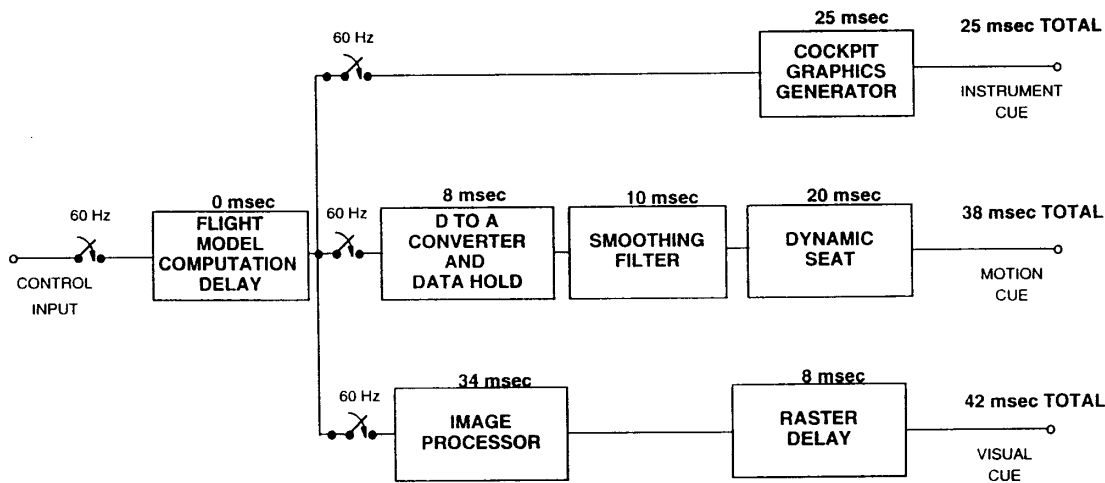 25 msec
25 msec TOTAL
60 Hz
COCKPIT
GRAPHICS
GENERATOR
INSTRUMENT
CUE
0 msec
8 msec
10 msec
20 msec
38 msec TOTAL
60 Hz
FLIGHT
MODEL
COMPUTATION
DELAY
60 Hz
D TO A
CONVERTER
AND
DATA HOLD
SMOOTHING
FILTER
DYNAMIC
SEAT
CONTROL
INPUT
MOTION
CUE
34 msec
8 msec
42 msec TOTAL
60 Hz
IMAGE
PROCESSOR
RASTER
DELAY
VISUAL
CUE